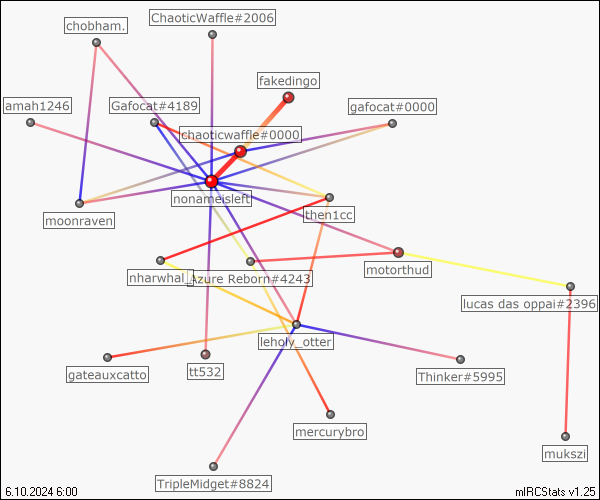 ChaoticWaffle#2006
chobham.
fakedingo
amah1246
Gafocat#4189
gafocat#0000
chaoticwaffle#0000
nonameisleft
then1cc
moonraven
motorthud
nharwhal_
Azure Reborn#4243
lucas das oppai#2396
leholy_otter
gateauxcatto
tt532
Thinker#5995
mercurybro
mukszi
TripleMidget#8824
6.10.2024 6:00
mIRCStats v1.25